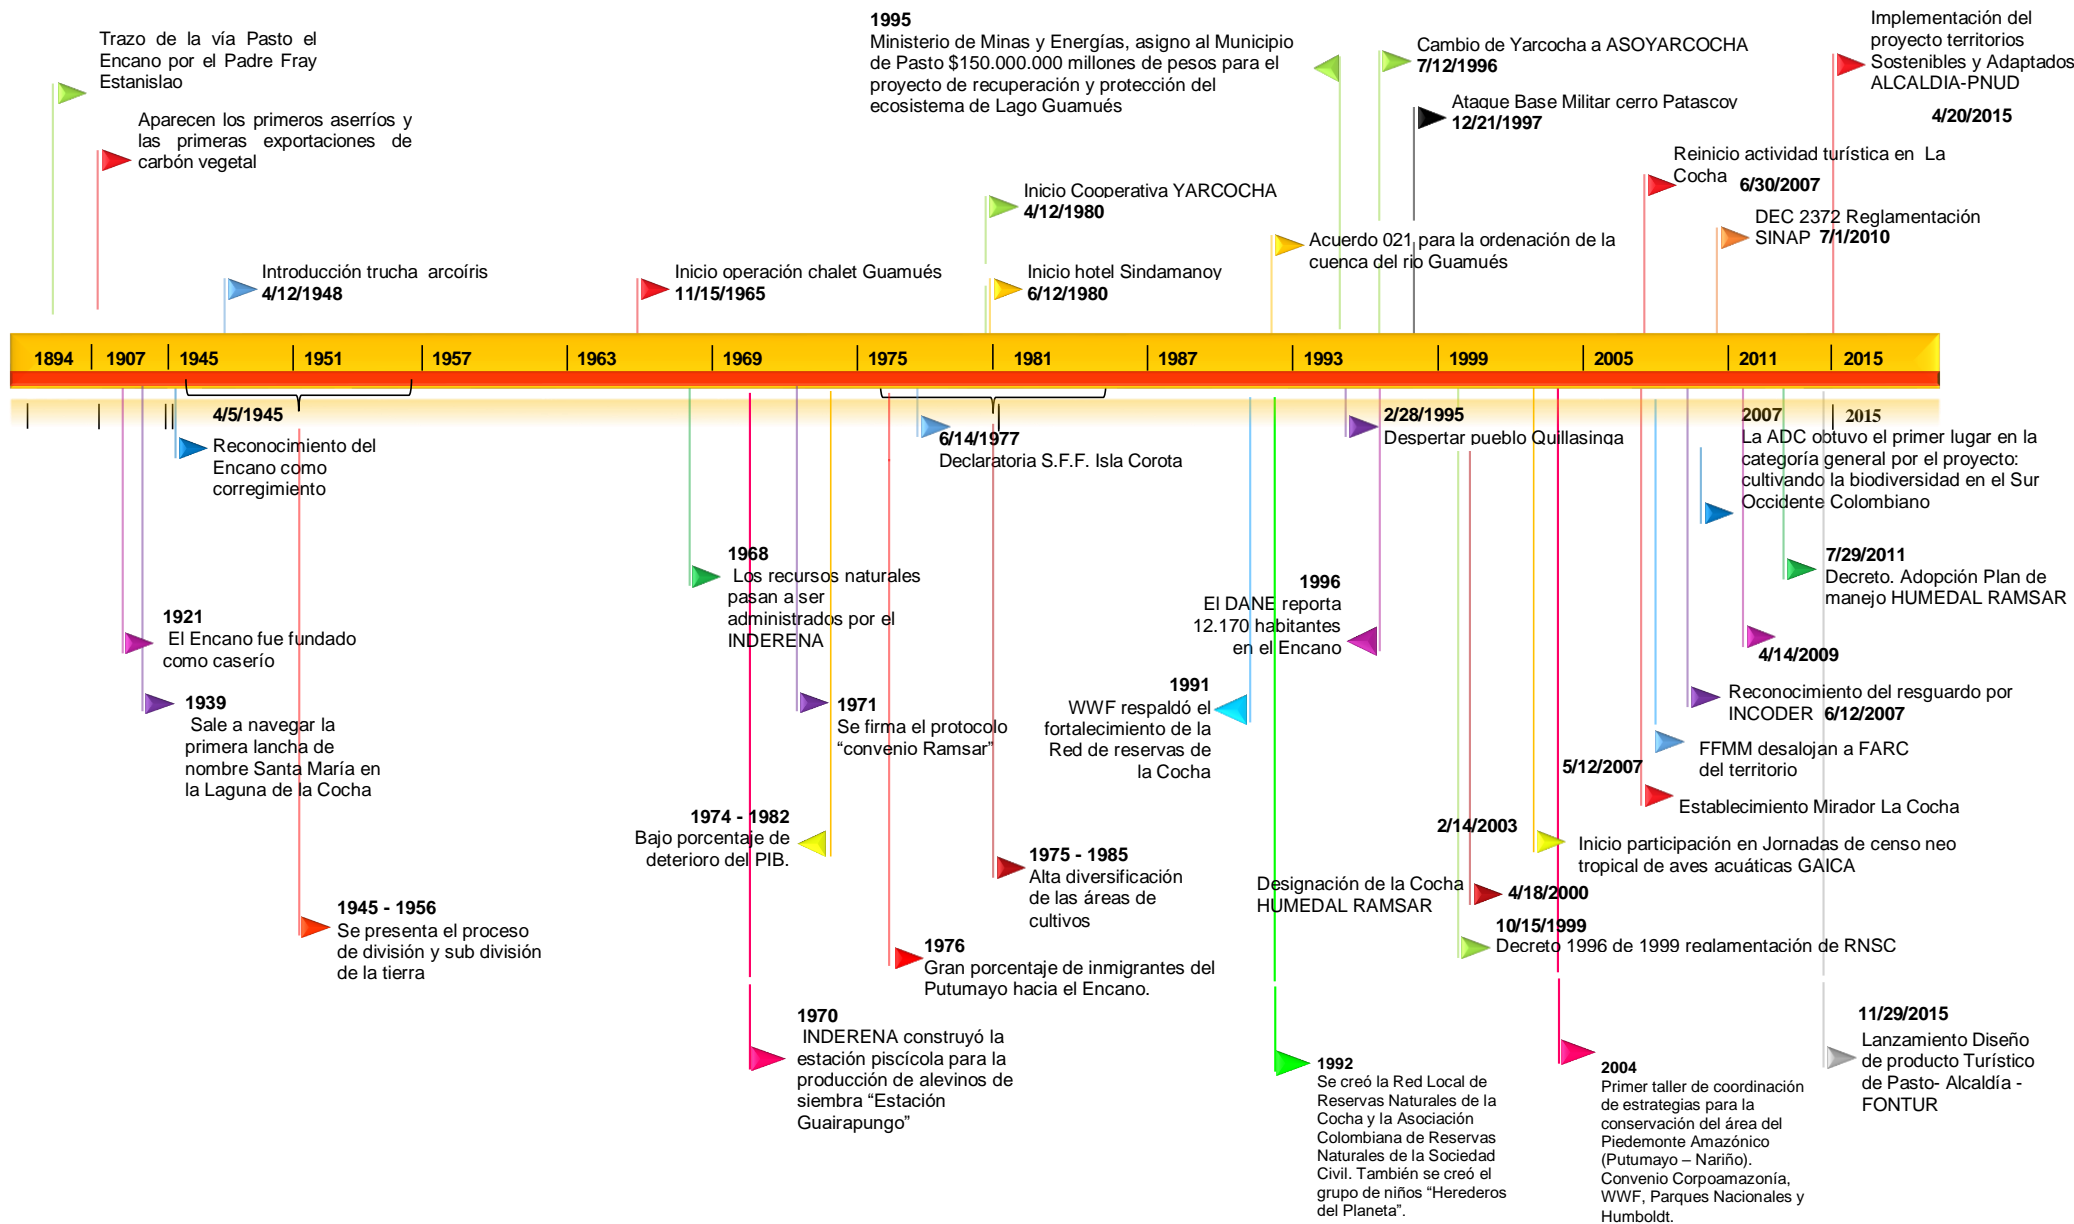 Trazo de la vía Pasto el
Encano por el Padre Fray
Estanislao
Aparecen los primeros aserríos y
las primeras exportaciones de
carbón vegetal
Introducción trucha arcoíris
4/12/1948
Inicio operación chalet Guamués
11/15/1965
1995
Ministerio de Minas y Energías, asigno al Municipio
de Pasto $150.000.000 millones de pesos para el
proyecto de recuperación y protección del
ecosistema de Lago Guamués
Inicio Cooperativa YARCOCHA
4/12/1980
Inicio hotel Sindamanoy
6/12/1980
Acuerdo 021 para la ordenación de la
cuenca del rio Guamués
Cambio de Yarcocha a ASOYARCOCHA
7/12/1996
Ataque Base Militar cerro Patascoy
12/21/1997
Implementación del
proyecto territorios
Sostenibles y Adaptados
ALCALDIA-PNUD
4/20/2015
Reinicio actividad turística en La
Cocha 6/30/2007
DEC 2372 Reglamentación
SINAP 7/1/2010
1894 1907 1945 1951 1957 1963 1969 1975 1981 1987 1993 1999 2005 2011 2015
4/5/1945
Reconocimiento del
Encano como
corregimiento
1921
El Encano fue fundado
como caserío
1939
Sale a navegar la
primera lancha de
nombre Santa María en
la Laguna de la Cocha
1945 - 1956
Se presenta el proceso
de división y sub división
de la tierra
1968
Los recursos naturales
pasan a ser
administrados por el
INDERENA
1971
Se firma el protocolo
“convenio Ramsar”
1974 - 1982
Bajo porcentaje de
deterioro del PIB.
1970
INDERENA construyó la
estación piscícola para la
producción de alevinos de
siembra “Estación
Guairapungo”
6/14/1977
Declaratoria S.F.F. Isla Corota
1975 - 1985
Alta diversificación
de las áreas de
cultivos
1976
Gran porcentaje de inmigrantes del
Putumayo hacia el Encano.
1991
WWF respaldó el
fortalecimiento de la
Red de reservas de
la Cocha
1992
Se creó la Red Local de
Reservas Naturales de la
Cocha y la Asociación
Colombiana de Reservas
Naturales de la Sociedad
Civil. También se creó el
grupo de niños “Herederos
del Planeta”.
2/28/1995
Despertar pueblo Quillasinga
1996
El DANE reporta
12.170 habitantes
en el Encano
Designación de la Cocha
HUMEDAL RAMSAR
4/18/2000
10/15/1999
Decreto 1996 de 1999 reglamentación de RNSC
2/14/2003
Inicio participación en Jornadas de censo neo
tropical de aves acuáticas GAICA
2004
Primer taller de coordinación
de estrategias para la
conservación del área del
Piedemonte Amazónico
(Putumayo – Nariño).
Convenio Corpoamazonía,
WWF, Parques Nacionales y
Humboldt.
2007
2015
La ADC obtuvo el primer lugar en la
categoría general por el proyecto:
cultivando la biodiversidad en el Sur
Occidente Colombiano
7/29/2011
Decreto. Adopción Plan de
manejo HUMEDAL RAMSAR
4/14/2009
Reconocimiento del resguardo por
INCODER 6/12/2007
FFMM desalojan a FARC
del territorio
5/12/2007
Establecimiento Mirador La Cocha
11/29/2015
Lanzamiento Diseño
de producto Turístico
de Pasto- Alcaldía -
FONTUR